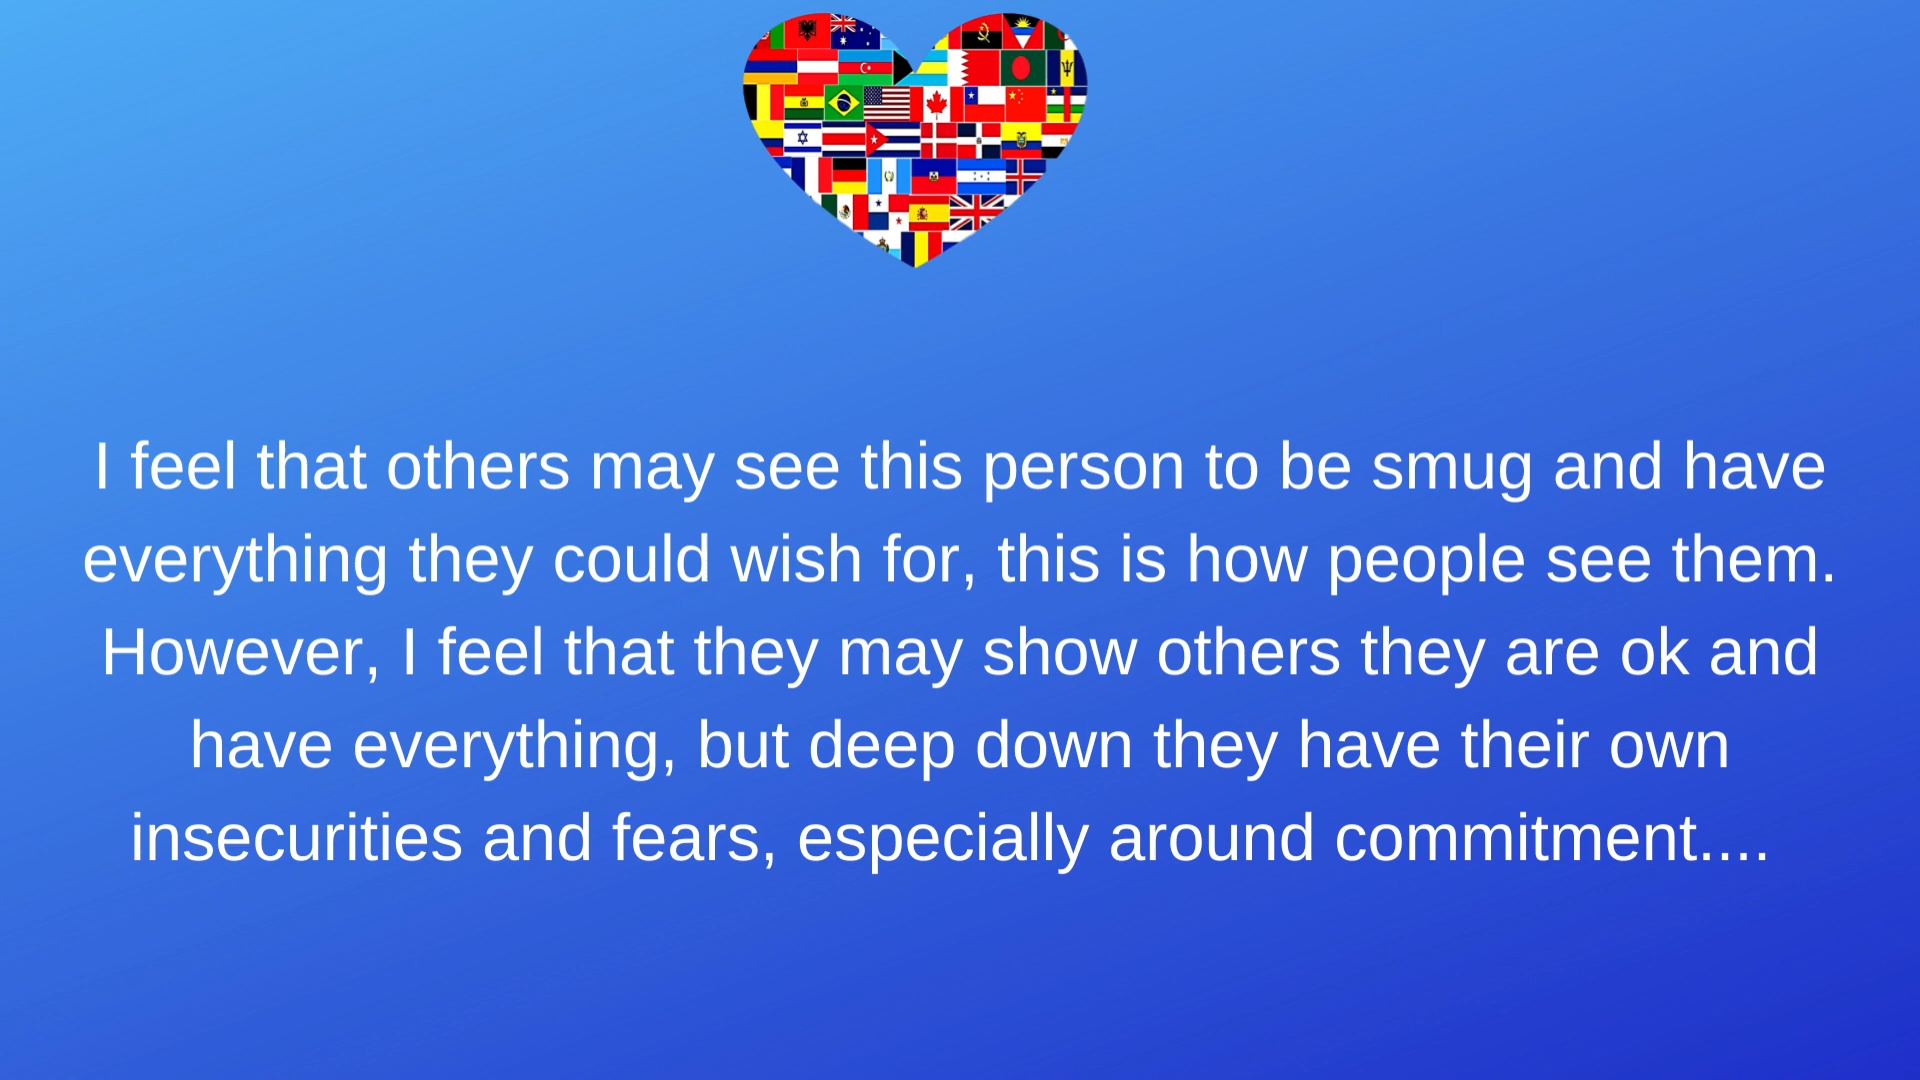 I feel that others may see this person to be smug and have
everything they could wish for, this is how people see them.
However, I feel that they may show others they are ok and
have everything, but deep down they have their own
insecurities and fears, especially around commitment....